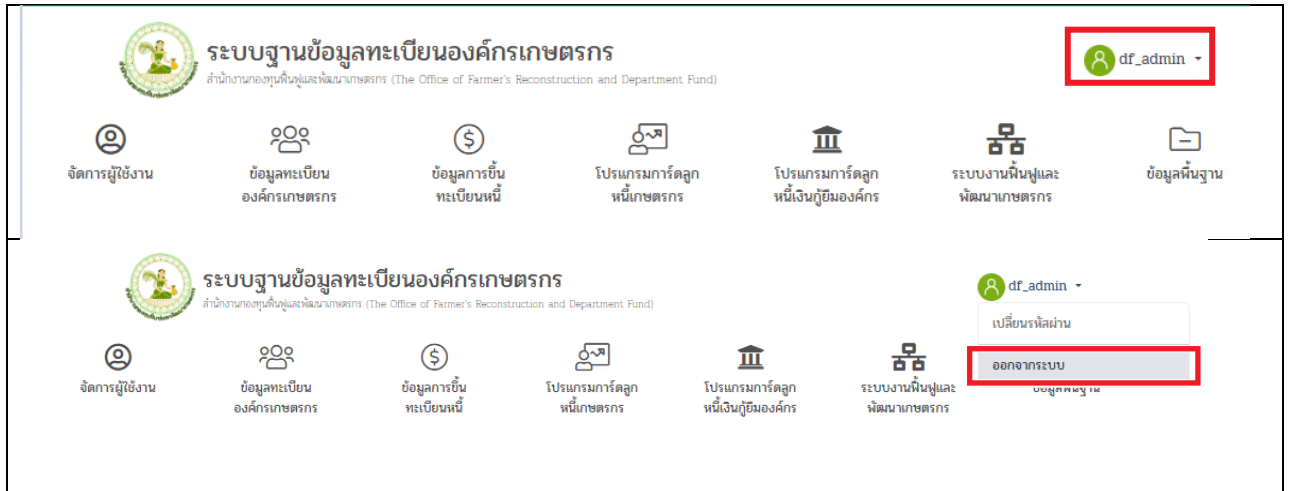 ระบบฐานข้อมูลทะเบียนองค์กรเกษตรกร
สำนักงานกองทุนฟื้นฟูและพัฒนาเกษตรกร (The Office of Farmer's Reconstruction and Department Fund)
df_admin
จัดการผู้ใช้งาน
ข้อมูลทะเบียน
องค์กรเกษตรกร
ข้อมูลการขึ้น
ทะเบียนหนี้
โปรแกรมการ์ดลูก
หนี้เกษตรกร
โปรแกรมการ์ดลูก
หนี้เงินกู้ยืมองค์กร
ระบบงานฟื้นฟูและ
พัฒนาเกษตรกร
ข้อมูลพื้นฐาน
ระบบฐานข้อมูลทะเบียนองค์กรเกษตรกร
สำนักงานกองทุนฟื้นฟูและพัฒนาเกษตรกร (The Office of Farmer's Reconstruction and Department Fund)
df_admin
เปลี่ยนรหัสผ่าน
ออกจากระบบ
จัดการผู้ใช้งาน
ข้อมูลทะเบียน
องค์กรเกษตรกร
ข้อมูลการขึ้น
ทะเบียนหนี้
โปรแกรมการ์ดลูก
หนี้เกษตรกร
โปรแกรมการ์ดลูก
หนี้เงินกู้ยืมองค์กร
ระบบงานฟื้นฟูและ
พัฒนาเกษตรกร
ข้อมูลพื้นฐาน